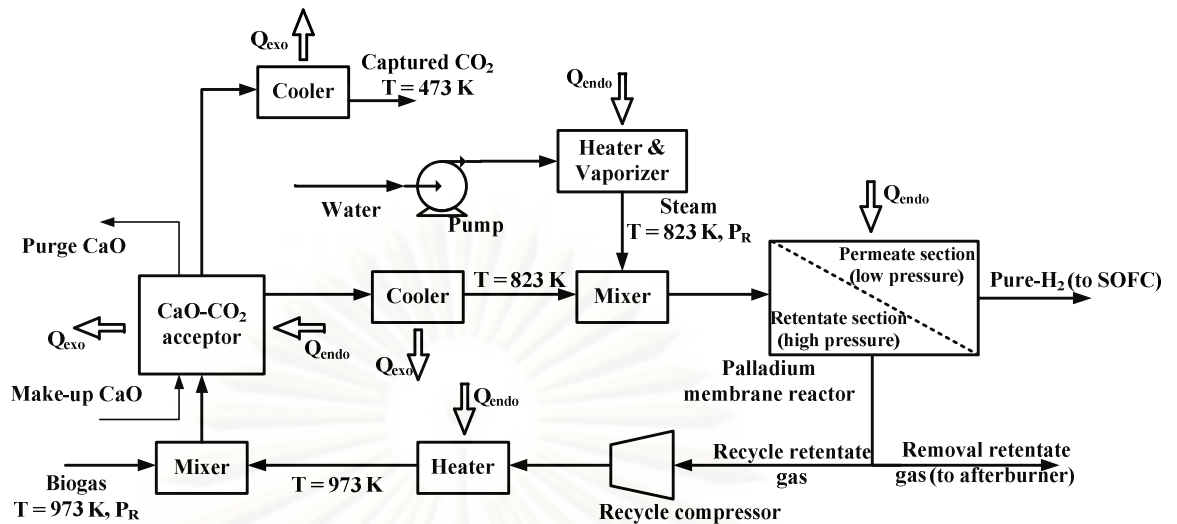 Qexo
Captured CO2
T = 473 K
Cooler
Qendo
Heater &
Vaporizer
Water
Pump
Steam
T = 823 K, PR
Qendo
Purge CaO
Permeate section
(low pressure)
Pure-H2 (to SOFC)
CaO-CO2
acceptor
Cooler
T = 823 K
Mixer
Retentate section
(high pressure)
Qexo
Qendo
Qexo
Palladium
membrane reactor
Make-up CaO
Qendo
Mixer
Heater
Recycle retentate
gas
Removal retentate
gas (to afterburner)
Biogas
T = 973 K, PR
T = 973 K
Recycle compressor